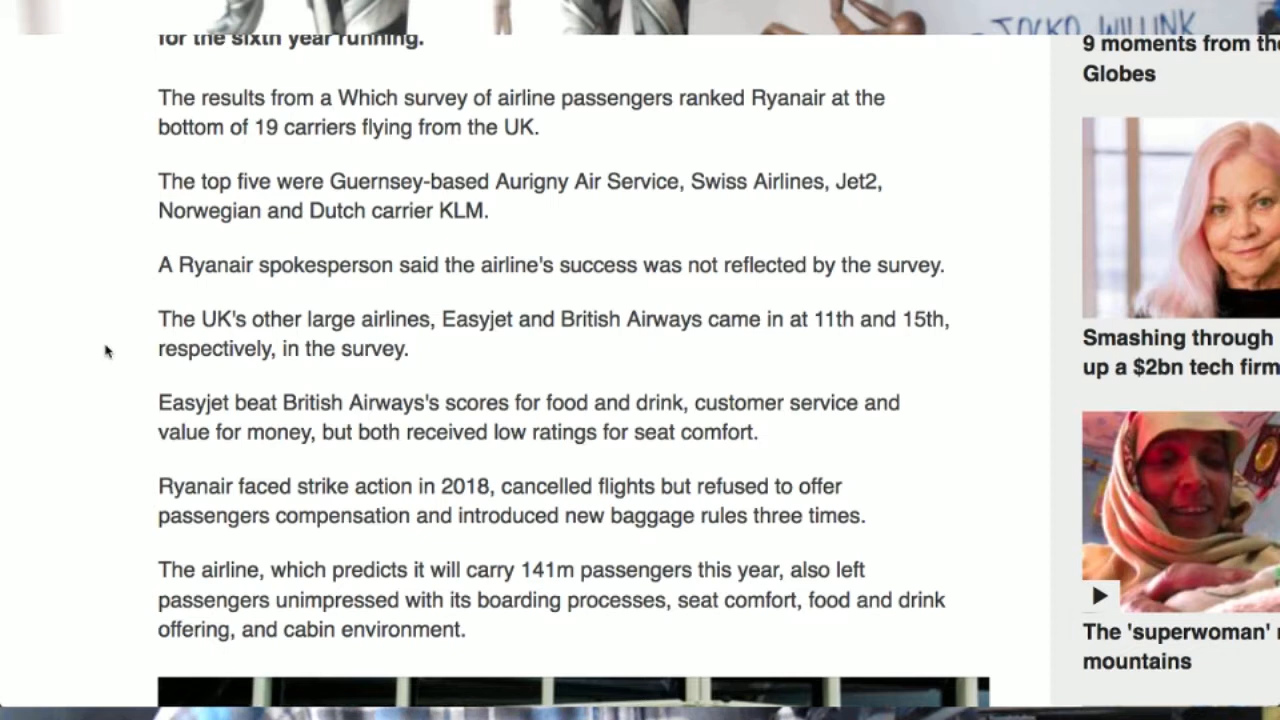 JOCKO WILLINK
for the sixth year running.
The results from a Which survey of airline passengers ranked Ryanair at the
bottom of 19 carriers flying from the UK.
The top five were Guernsey-based Aurigny Air Service, Swiss Airlines, Jet2,
Norwegian and Dutch carrier KLM.
A Ryanair spokesperson said the airline's success was not reflected by the survey.
The UK's other large airlines, Easyjet and British Airways came in at 11th and 15th,
respectively, in the survey.
Easyjet beat British Airways's scores for food and drink, customer service and
value for money, but both received low ratings for seat comfort.
Ryanair faced strike action in 2018, cancelled flights but refused to offer
passengers compensation and introduced new baggage rules three times.
The airline, which predicts it will carry 141m passengers this year, also left
passengers unimpressed with its boarding processes, seat comfort, food and drink
offering, and cabin environment.
9 moments from the
Globes
Smashing through
up a $2bn tech firm
The 'superwoman'
mountains